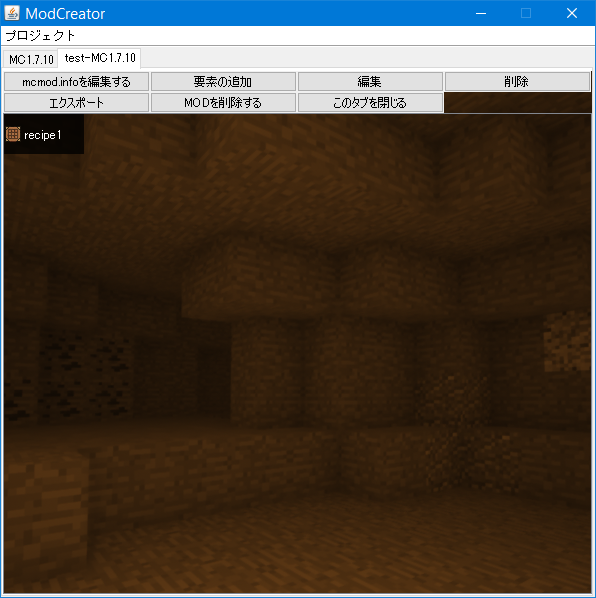 ModCreator
プロジェクト
MC1.7.10 test-MC1.7.10
mcmod.infoを編集する 要素の追加 編集 削除
エクスポート MODを削除する このタブを閉じる
recipe1